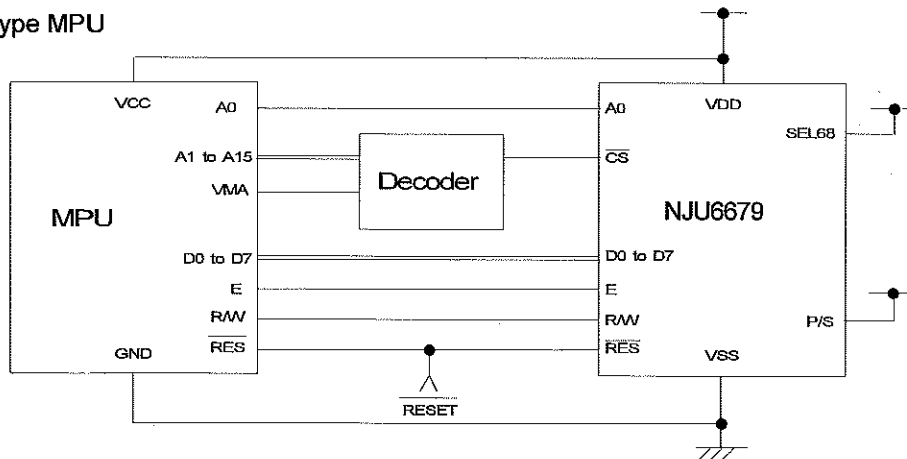 ype MPU
VCC
A0
A1 to A15
VMA
MPU
D0 to D7
E
R/W
RES
GND
Decoder
RESET
A0
VDD
SEL68
CS
NJU6679
D0 to D7
E
R/W
P/S
RES
VSS